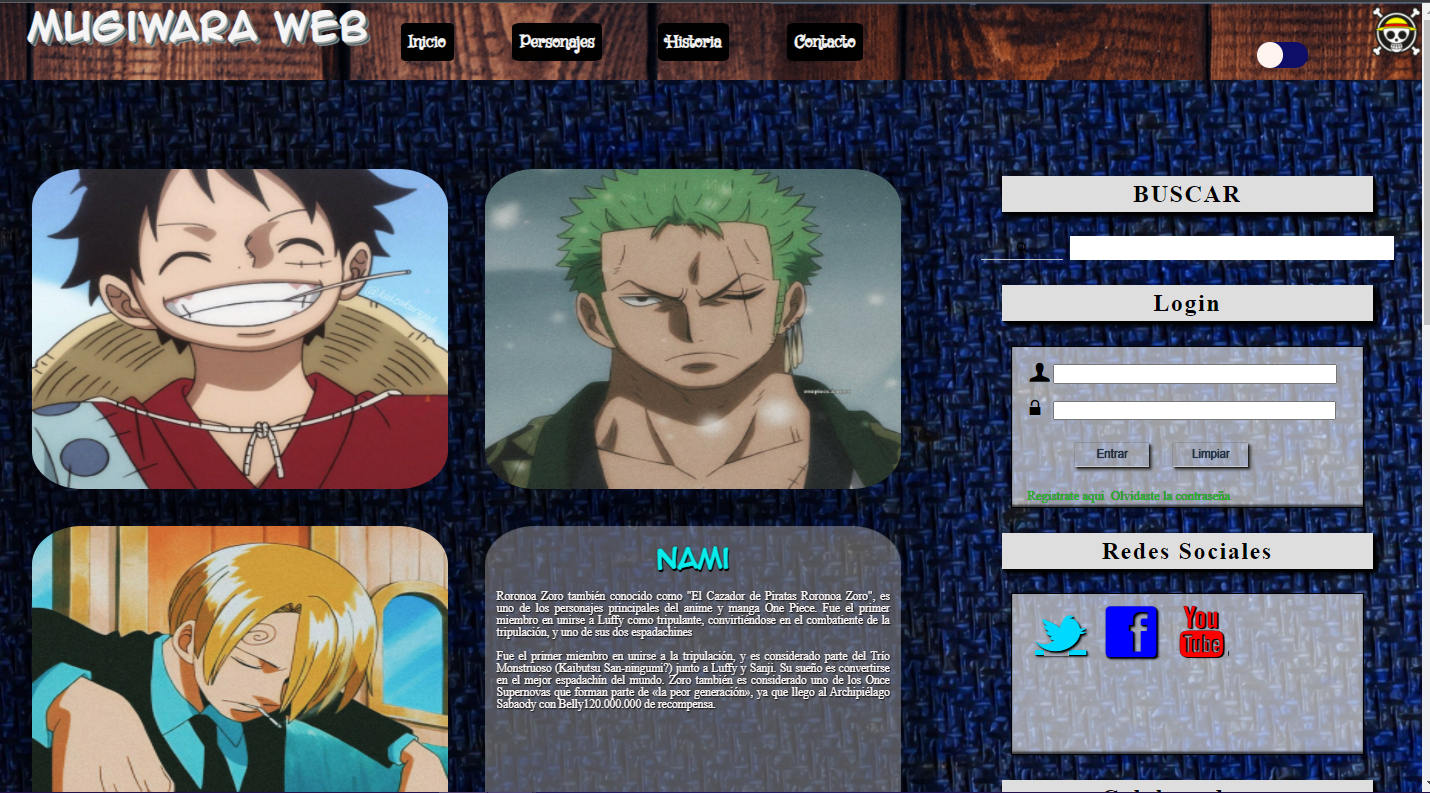 MUGIWARA WEB
Inicio
Personajes
Historia
Contacto
BUSCAR
Login
Entrar
Limpiar
Registrate aqui Olvidaste la contraseña
Redes Sociales
You
Tube
NAMI
Roronoa Zoro también conocido como "El Cazador de Piratas Roronoa Zoro", es
uno de los personajes principales del anime y manga One Piece. Fue el primer
miembro en unirse a Luffy como tripulante, convirtiéndose en el combatiente de la
tripulación, y uno de sus dos espadachines
Fue el primer miembro en unirse a la tripulación, y es considerado parte del Trío
Monstruoso (Kaibutsu San-ningumi?) junto a Luffy y Sanji. Su sueño es convertirse
en el mejor espadachín del mundo. Zoro también es considerado uno de los Once
Supernovas que forman parte de «la peor generación», ya que llego al Archipiélago
Sabaody con Belly120.000.000 de recompensa.